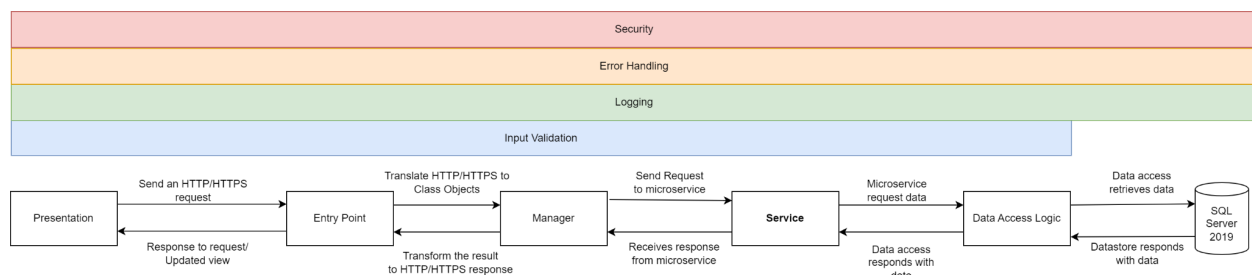 Security
Error Handling
Logging
Input Validation
Send an HTTP/HTTPS
request
Translate HTTP/HTTPS to
Class Objects
Send Request
to microservice
Microservice
request data
Data access
retrieves data
Presentation
Entry Point
Manager
Service
Data Access Logic
SQL
Server
2019
Response to request/
Updated view
Transform the result
to HTTP/HTTPS response
Receives response
from microservice
Data access
responds with
data
Datastore responds
with data